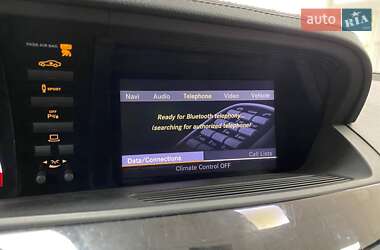 auto RIA
PASS AIR BAG
Navi Audio Telephone Video Vehicle
SPORT
Ready for Bluetooth telephony
(searching for authorized telephone)
OFF
Data/Connections Call Lists
Climate Control OFF